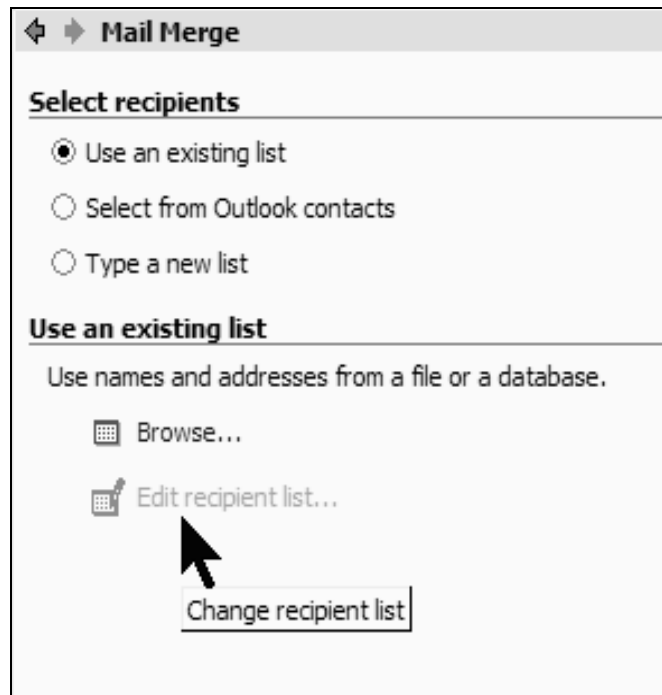 Mail Merge
Select recipients
Use an existing list
Select from Outlook contacts
Type a new list
Use an existing list
Use names and addresses from a file or a database.
Browse...
Edit recipient list...
Change recipient list